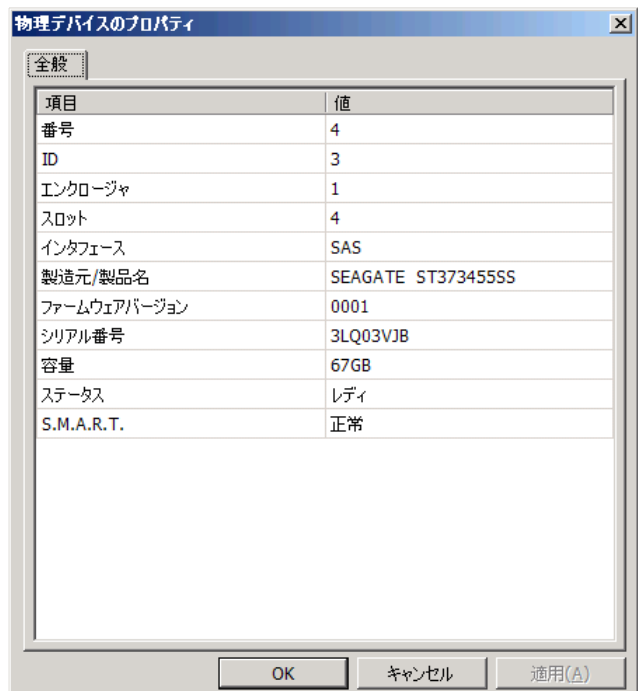 物理デバイスのプロパティ
全般
項目 値
番号 4
ID 3
エンクロージャ 1
スロット 4
インタフェース SAS
製造元/製品名 SEAGATE ST373455SS
ファームウェアバージョン 0001
シリアル番号 3LQ03VJB
容量 67GB
ステータス レディ
S.M.A.R.T. 正常
OK キャンセル 適用(A)